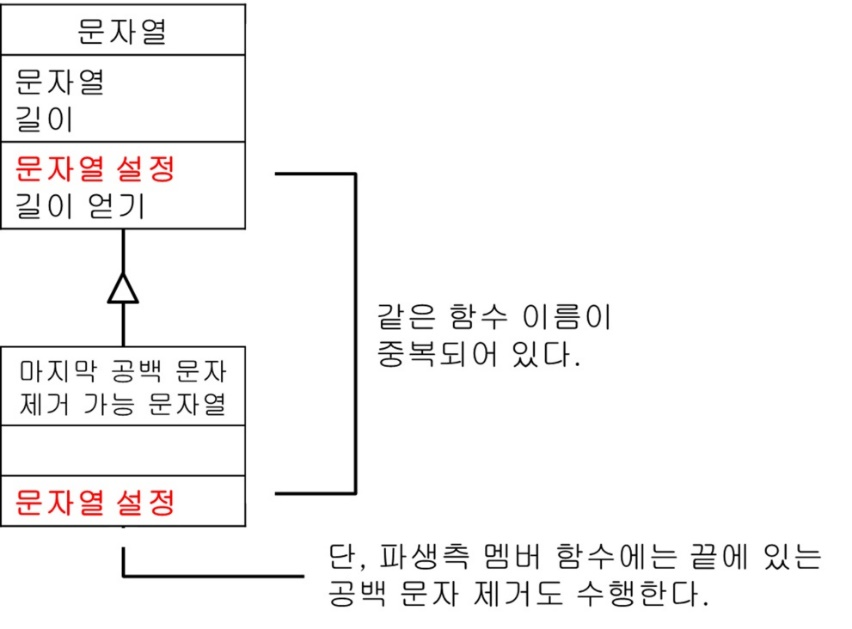 문자열
문자열
길이
문자열 설정
길이 얻기
같은 함수 이름이
중복되어 있다.
마지막 공백 문자
제거 가능 문자열
문자열 설정
단, 파생측 멤버 함수에는 끝에 있는
공백 문자 제거도 수행한다.